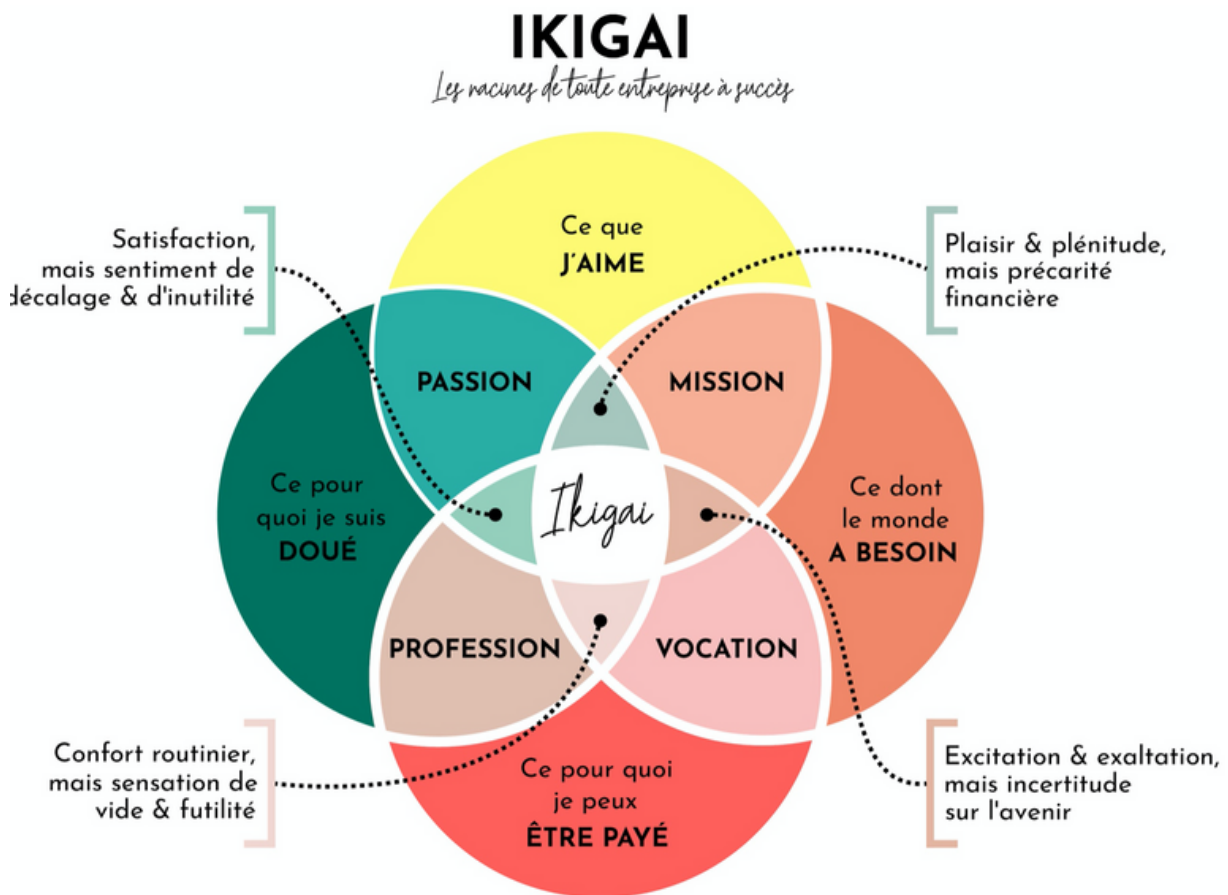 IKIGAI
Les racines de toute entreprise à succès
Ce que
J'AIME
Satisfaction,
mais sentiment de
décalage & d'inutilité
Plaisir & plénitude,
mais précarité
financière
PASSION
MISSION
Ce pour
quoi je suis
DOUÉ
Ikigai
Ce dont
le monde
A BESOIN
PROFESSION
VOCATION
Confort routinier,
mais sensation de
vide & futilité
Ce pour quoi
je peux
ÊTRE PAYÉ
Excitation & exaltation,
mais incertitude
sur l'avenir